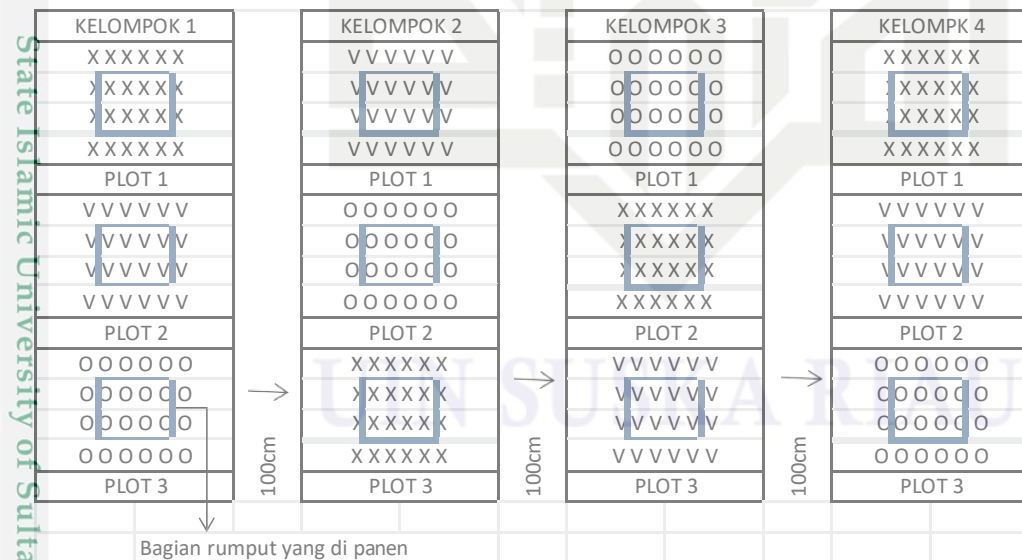 KELOMPOK 1
X X X X X X
X X X X X X
X X X X X X
X X X X X X
PLOT 1
V V V V V V
V V V V V V
V V V V V V
V V V V V V
PLOT 2
O O O O O O
O O O O O O
O O O O O O
O O O O O O
PLOT 3
100cm
KELOMPOK 2
V V V V V V
V V V V V V
V V V V V V
V V V V V V
PLOT 1
O O O O O O
O O O O O O
O O O O O O
O O O O O O
PLOT 2
X X X X X X
X X X X X X
X X X X X X
X X X X X X
PLOT 3
100cm
KELOMPOK 3
O O O O O O
O O O O O O
O O O O O O
O O O O O O
PLOT 1
X X X X X X
X X X X X X
X X X X X X
X X X X X X
PLOT 2
V V V V V V
V V V V V V
V V V V V V
V V V V V V
PLOT 3
100cm
KELOMPK 4
X X X X X X
X X X X X X
X X X X X X
X X X X X X
PLOT 1
V V V V V V
V V V V V V
V V V V V V
V V V V V V
PLOT 2
O O O O O O
O O O O O O
O O O O O O
O O O O O O
PLOT 3
Bagian rumput yang di panen
State Islamic University of Sulta
UIN SUSKA RIAU